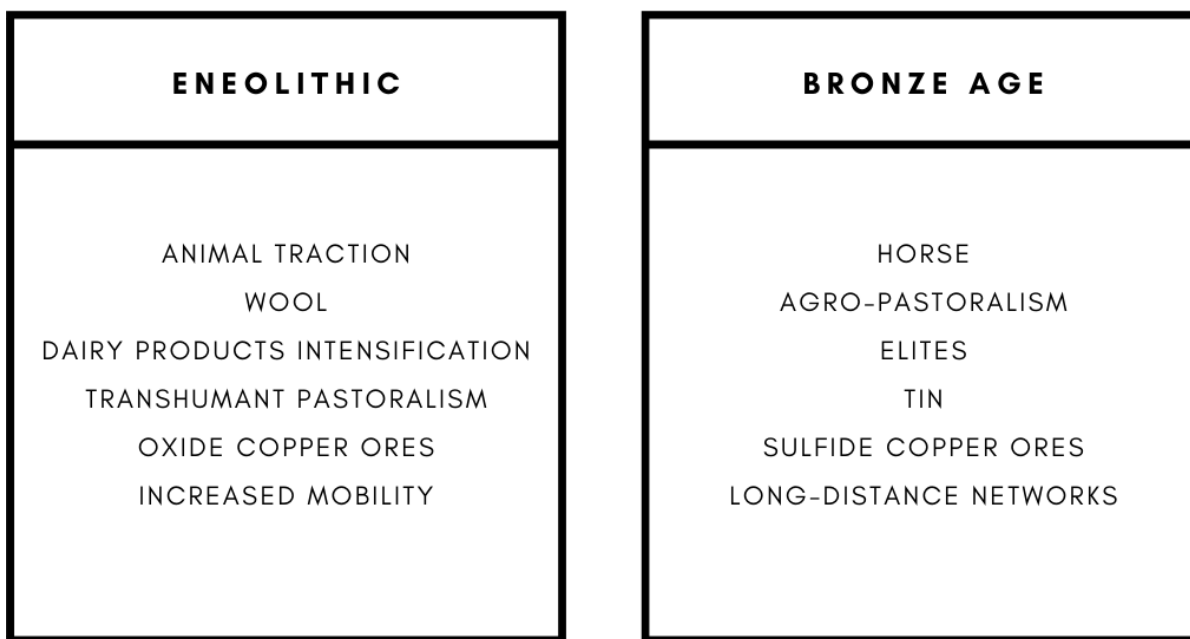 ENEOLITHIC
ANIMAL TRACTION
WOOL
DAIRY PRODUCTS INTENSIFICATION
TRANSHUMANT PASTORALISM
OXIDE COPPER ORES
INCREASED MOBILITY
BRONZE AGE
HORSE
AGRO-PASTORALISM
ELITES
TIN
SULFIDE COPPER ORES
LONG-DISTANCE NETWORKS